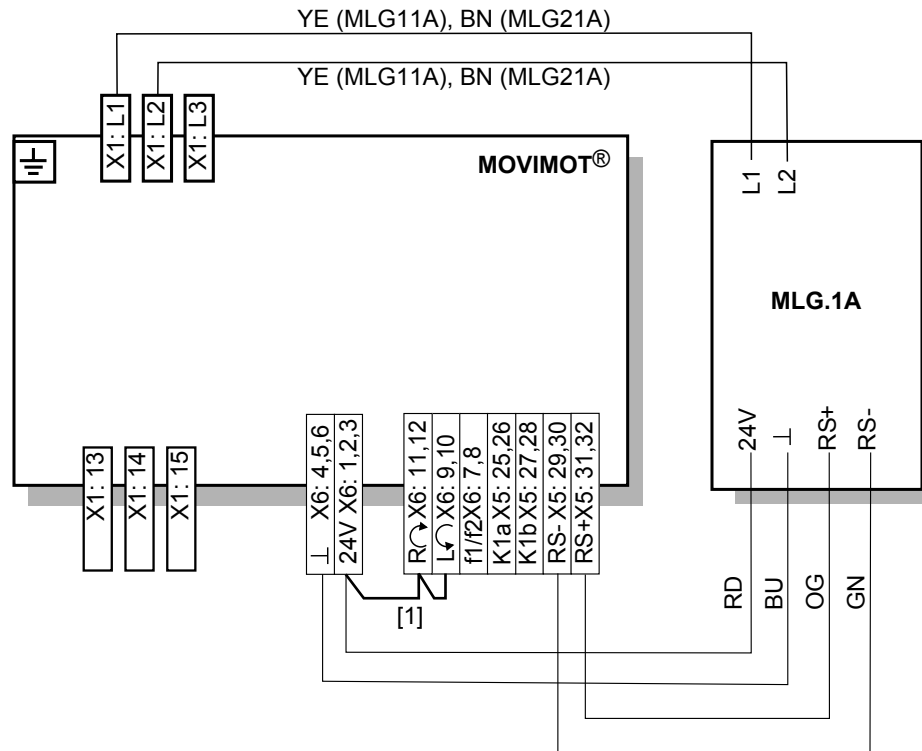 YE (MLG11A), BN (MLG21A)
YE (MLG11A), BN (MLG21A)
X1: L1
X1: L2
X1: L3
MOVIMOT®
L1
L2
MLG.1A
24V
⊥
RS+
RS-
X1: 13
X1: 14
X1: 15
⊥ X6: 4,5,6
24V X6: 1,2,3
R X6: 11,12
L X6: 9,10
f1/f2X6: 7,8
K1a X5: 25,26
K1b X5: 27,28
RS- X5: 29,30
RS+X5: 31,32
[1]
RD
BU
OG
GN